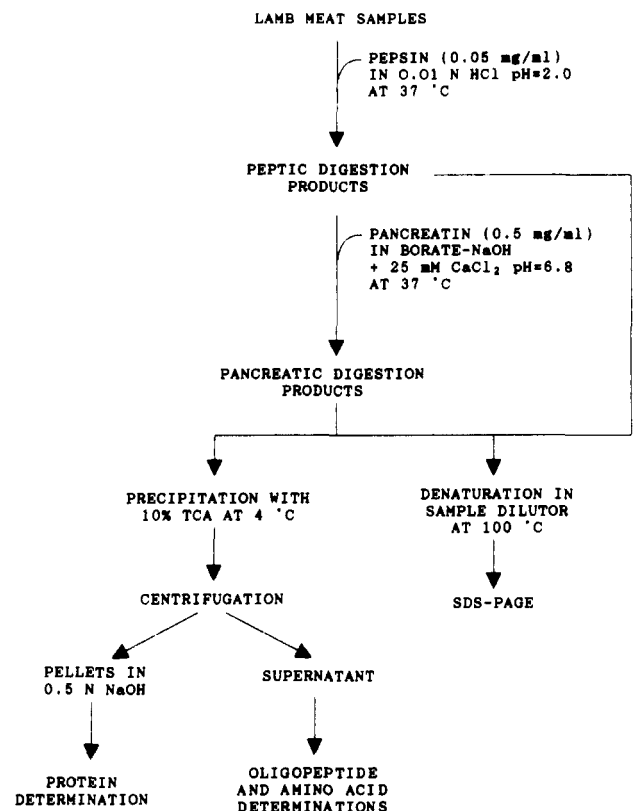 LAMB MEAT SAMPLES
PEPSIN (0.05 mg/ml)
IN 0.01 N HCl pH=2.0
AT 37 °C
PEPTIC DIGESTION
PRODUCTS
PANCREATIN (0.5 mg/ml)
IN BORATE-NaOH
+ 25 mM CaCl₂ pH=6.8
AT 37 °C
PANCREATIC DIGESTION
PRODUCTS
PRECIPITATION WITH
10% TCA AT 4 °C
DENATURATION IN
SAMPLE DILUTOR
AT 100 °C
CENTRIFUGATION
SDS-PAGE
PELLETS IN
0.5 N NaOH
SUPERNATANT
PROTEIN
DETERMINATION
OLIGOPEPTIDE
AND AMINO ACID
DETERMINATIONS